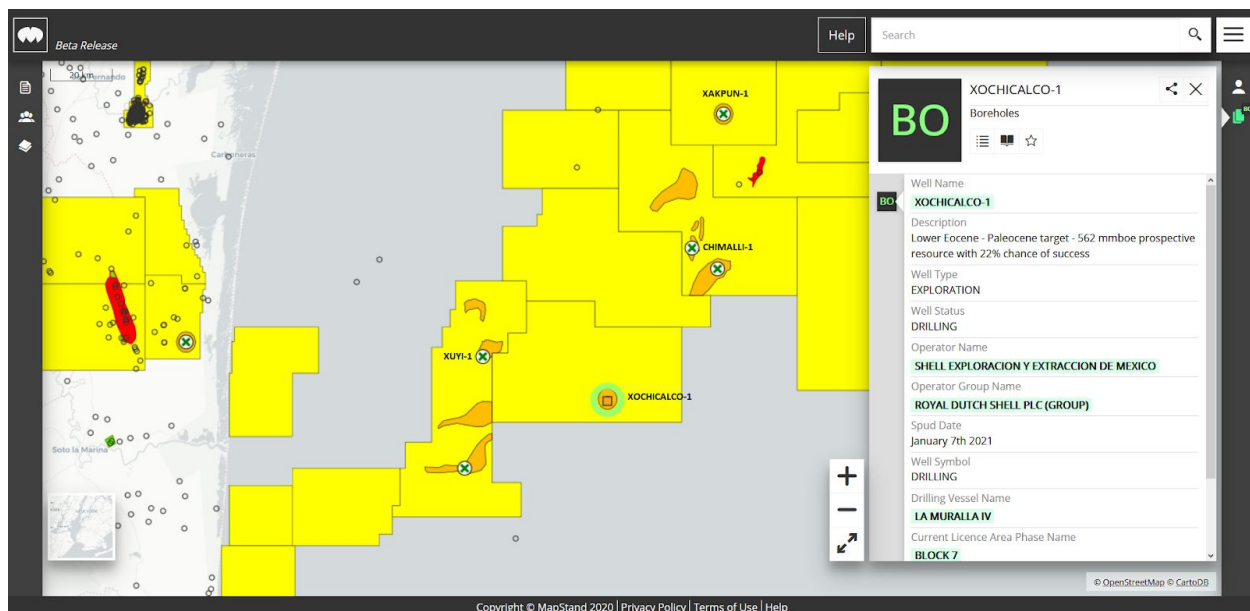 Beta Release
Help
Search
20 km
Fernando
Carboneras
Soto la Marina
XAKPUN-1
CHIMALLI-1
XUYI-1
XOCHICALCO-1
BO
XOCHICALCO-1
Boreholes
BO
BO
Well Name
XOCHICALCO-1
Description
Lower Eocene - Paleocene target - 562 mmboe prospective
resource with 22% chance of success
Well Type
EXPLORATION
Well Status
DRILLING
Operator Name
SHELL EXPLORACION Y EXTRACCION DE MEXICO
Operator Group Name
ROYAL DUTCH SHELL PLC (GROUP)
Spud Date
January 7th 2021
Well Symbol
DRILLING
Drilling Vessel Name
LA MURALLA IV
Current Licence Area Phase Name
BLOCK 7
© OpenStreetMap © CartoDB
Copyright © MapStand 2020 | Privacy Policy | Terms of Use | Help